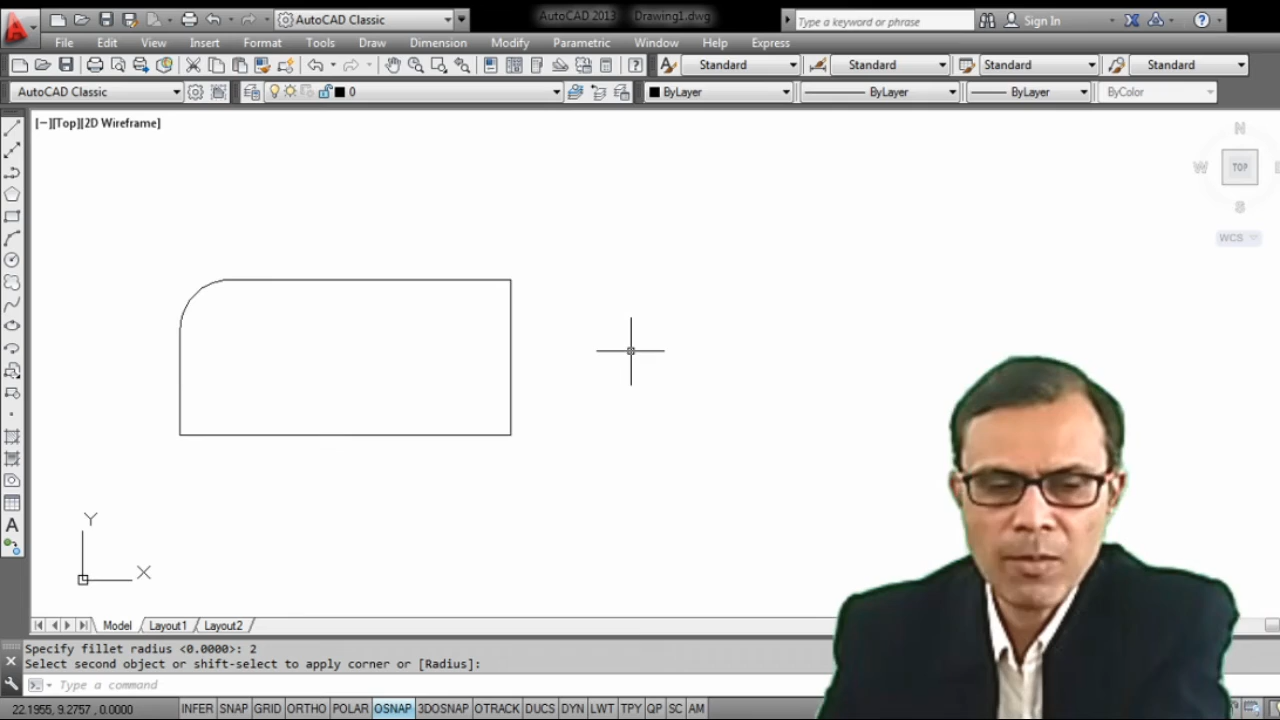 AutoCAD Classic
AutoCAD 2013 Drawing1.dwg
Type a keyword or phrase
Sign In
File Edit View Insert Format Tools Draw Dimension Modify Parametric Window Help Express
Standard Standard Standard Standard
AutoCAD Classic 0 ByLayer ByLayer ByLayer ByColor
[−][Top][2D Wireframe]
N
W TOP
S
WCS
Y
X
Model Layout1 Layout2
Specify fillet radius <0.0000>: 2
Select second object or shift-select to apply corner or [Radius]:
Type a command
22.1955, 9.2757, 0.0000 INFER SNAP GRID ORTHO POLAR OSNAP 3DOSNAP OTRACK DUCS DYN LWT TPY QP SC AM